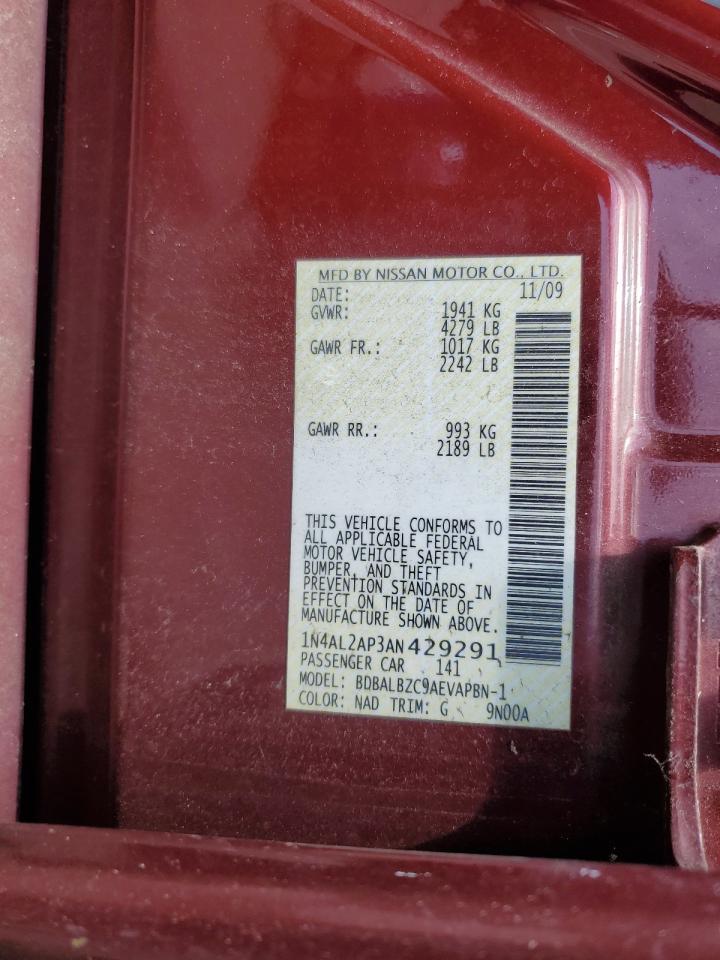 MFD BY NISSAN MOTOR CO., LTD.
DATE: 11/09
GVWR: 1941 KG
4279 LB
GAWR FR.: 1017 KG
2242 LB
GAWR RR.: 993 KG
2189 LB
THIS VEHICLE CONFORMS TO
ALL APPLICABLE FEDERAL
MOTOR VEHICLE SAFETY,
BUMPER, AND THEFT
PREVENTION STANDARDS IN
EFFECT ON THE DATE OF
MANUFACTURE SHOWN ABOVE.
1N4AL2AP3AN429291
PASSENGER CAR 141
MODEL: BDBALBZC9AEVAPBN-1
COLOR: NAD TRIM: G 9N00A